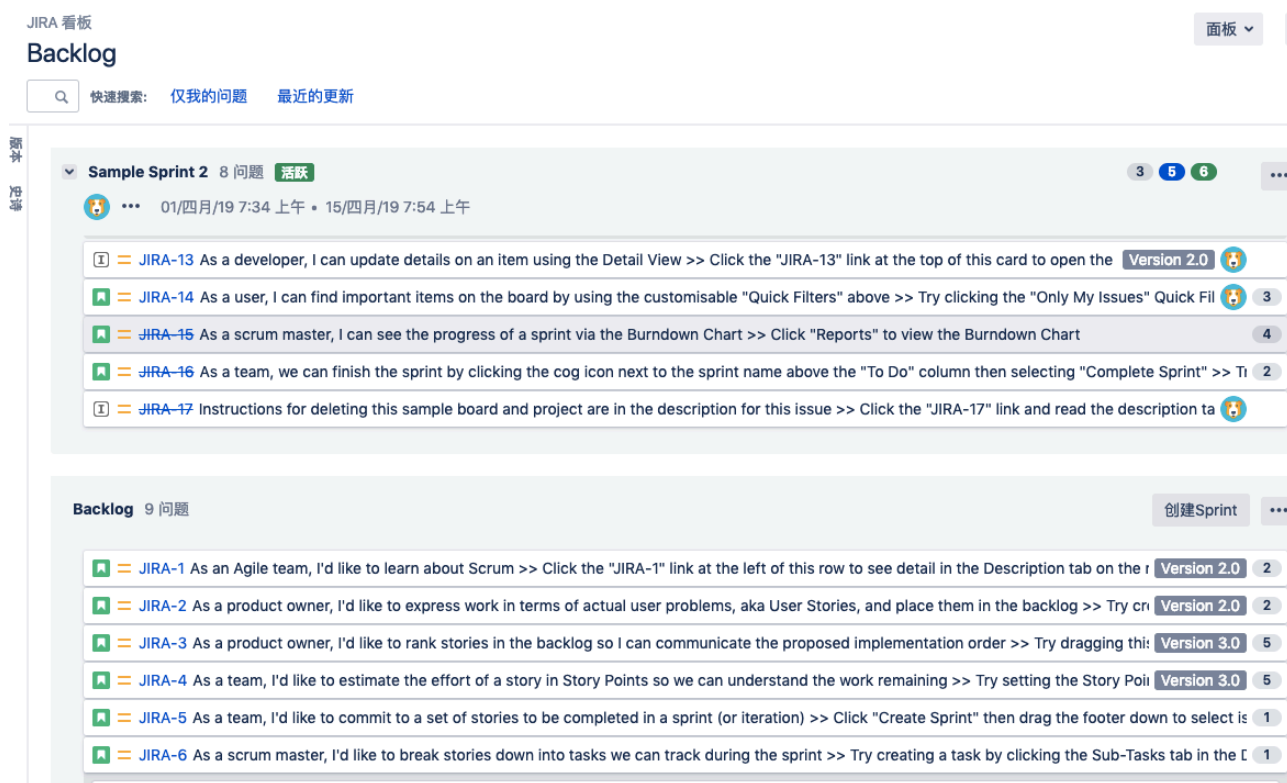 JIRA 看板
Backlog
面板
快速搜索: 仅我的问题 最近的更新
版本
史诗
Sample Sprint 2 8 问题 活跃 3 5 6
01/四月/19 7:34 上午 • 15/四月/19 7:54 上午
JIRA-13 As a developer, I can update details on an item using the Detail View >> Click the "JIRA-13" link at the top of this card to open the Version 2.0
JIRA-14 As a user, I can find important items on the board by using the customisable "Quick Filters" above >> Try clicking the "Only My Issues" Quick Fil 3
JIRA-15 As a scrum master, I can see the progress of a sprint via the Burndown Chart >> Click "Reports" to view the Burndown Chart 4
JIRA-16 As a team, we can finish the sprint by clicking the cog icon next to the sprint name above the "To Do" column then selecting "Complete Sprint" >> 2
JIRA-17 Instructions for deleting this sample board and project are in the description for this issue >> Click the "JIRA-17" link and read the description ta
Backlog 9 问题 创建Sprint
JIRA-1 As an Agile team, I'd like to learn about Scrum >> Click the "JIRA-1" link at the left of this row to see detail in the Description tab on the Version 2.0 2
JIRA-2 As a product owner, I'd like to express work in terms of actual user problems, aka User Stories, and place them in the backlog >> Try Version 2.0 2
JIRA-3 As a product owner, I'd like to rank stories in the backlog so I can communicate the proposed implementation order >> Try dragging Version 3.0 5
JIRA-4 As a team, I'd like to estimate the effort of a story in Story Points so we can understand the work remaining >> Try setting the Story Version 3.0 5
JIRA-5 As a team, I'd like to commit to a set of stories to be completed in a sprint (or iteration) >> Click "Create Sprint" then drag the footer down to select is 1
JIRA-6 As a scrum master, I'd like to break stories down into tasks we can track during the sprint >> Try creating a task by clicking the Sub-Tasks tab in the 1